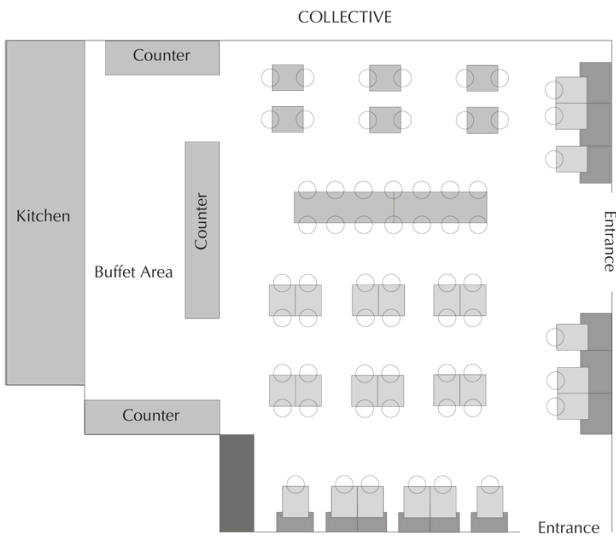 COLLECTIVE
Counter
Kitchen
Counter
Entrance
Buffet Area
Counter
Entrance